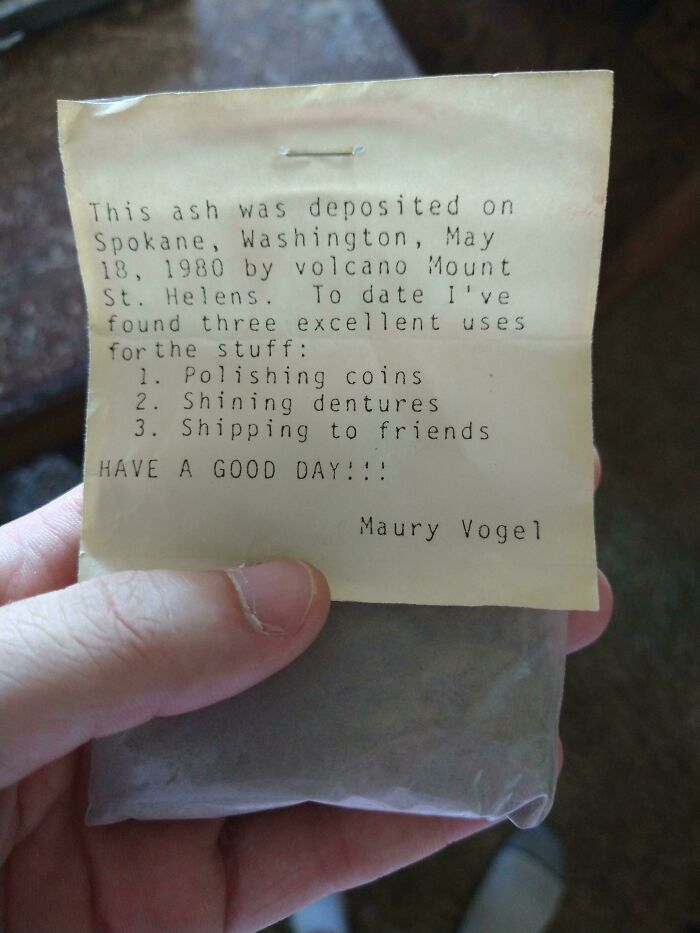 This ash was deposited on
Spokane, Washington, May
18, 1980 by volcano Mount
St. Helens. To date I've
found three excellent uses
for the stuff:
1. Polishing coins
2. Shining dentures
3. Shipping to friends
HAVE A GOOD DAY!!!
Maury Vogel